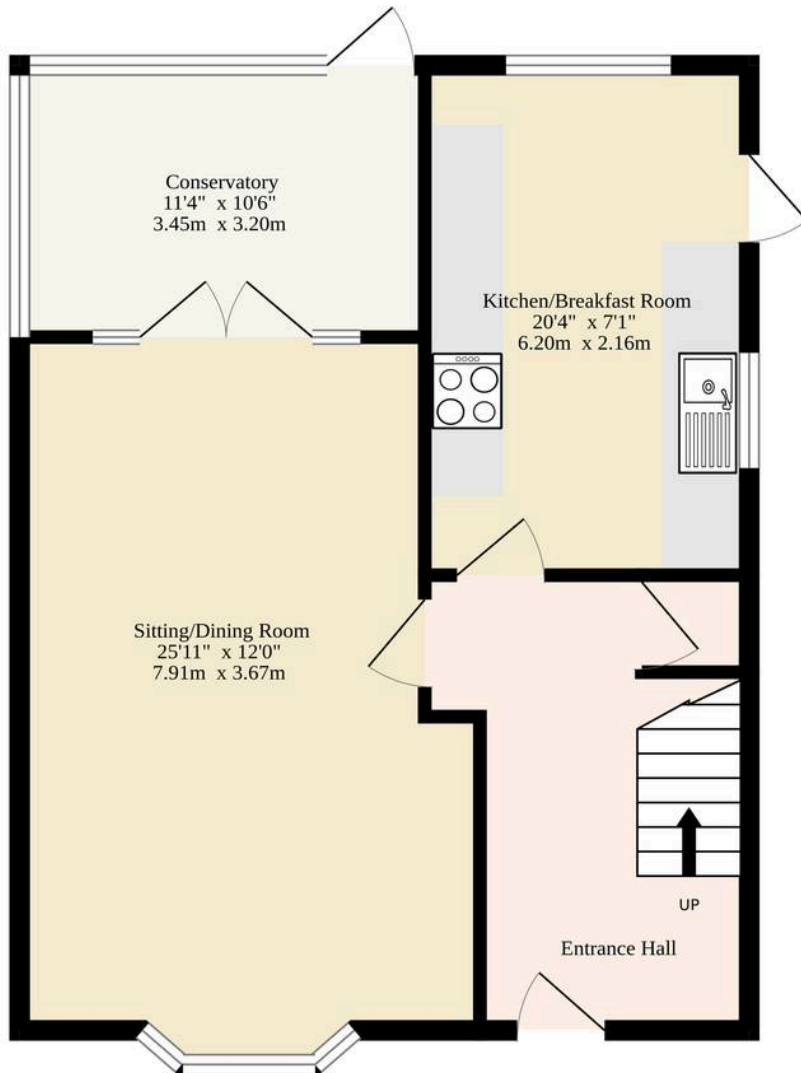 Conservatory
11'4" x 10'6"
3.45m x 3.20m
Kitchen/Breakfast Room
20'4" x 7'1"
6.20m x 2.16m
Sitting/Dining Room
25'11" x 12'0"
7.91m x 3.67m
UP
Entrance Hall